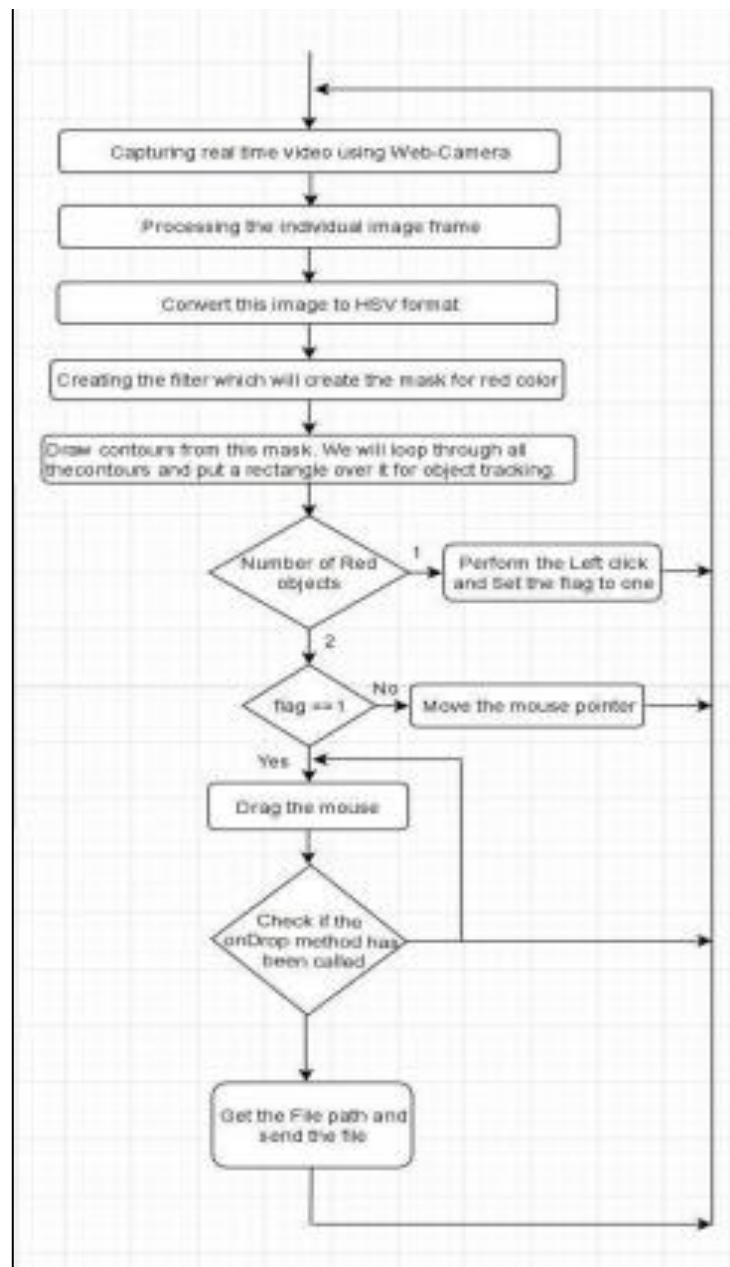 Capturing real time video using Web-Camera
Processing the individual image frame
Convert this image to HSV format
Creating the filter which will create the mask for red color
Draw contours from this mask. We will loop through all
thecontours and put a rectangle over it for object tracking.
Number of Red
objects
1
Perform the Left click
and Set the flag to one
2
flag == 1
No
Move the mouse pointer
Yes
Drag the mouse
Check if the
onDrop method has
been called
Get the File path and
send the file